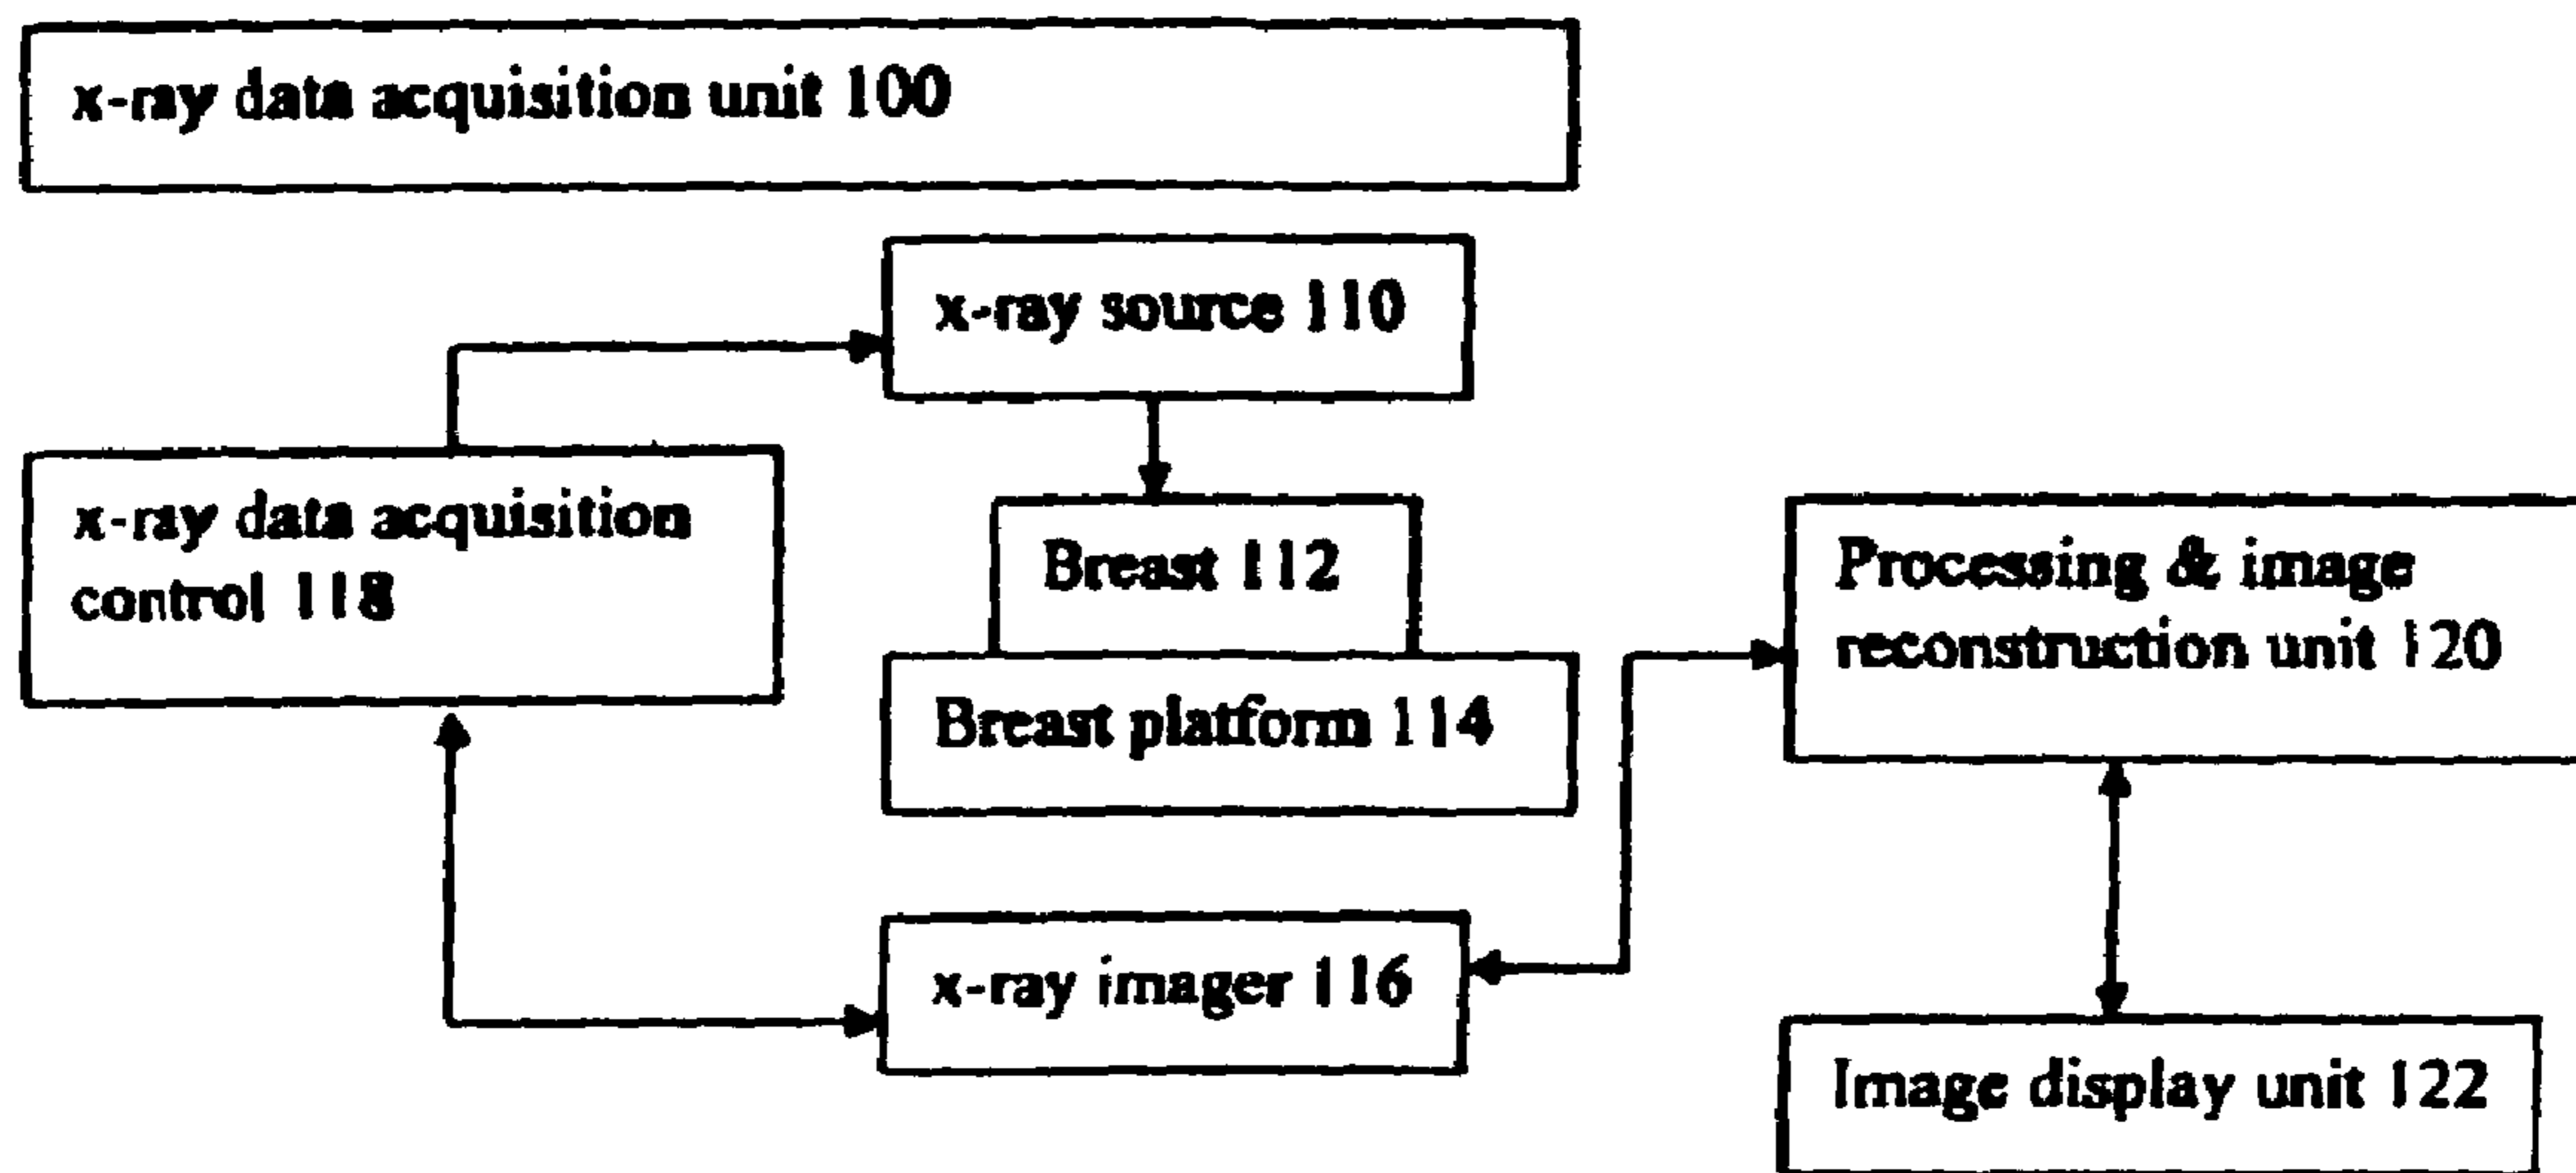 x-ray data acquisition unit 100
x-ray source 110
x-ray data acquisition
control 118
Breast 112
Breast platform 114
Processing & image
reconstruction unit 120
x-ray imager 116
Image display unit 122